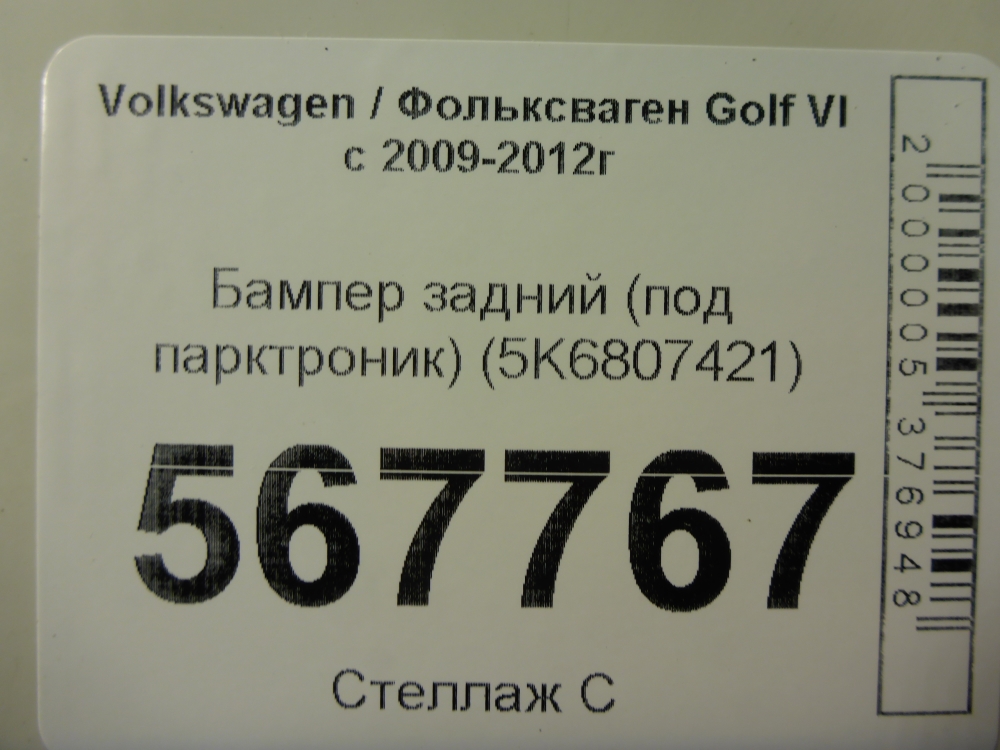 Volkswagen / Фольксваген Golf VI
с 2009-2012г
Бампер задний (под
парктроник) (5K6807421)
567767
Стеллаж С
2000005376948